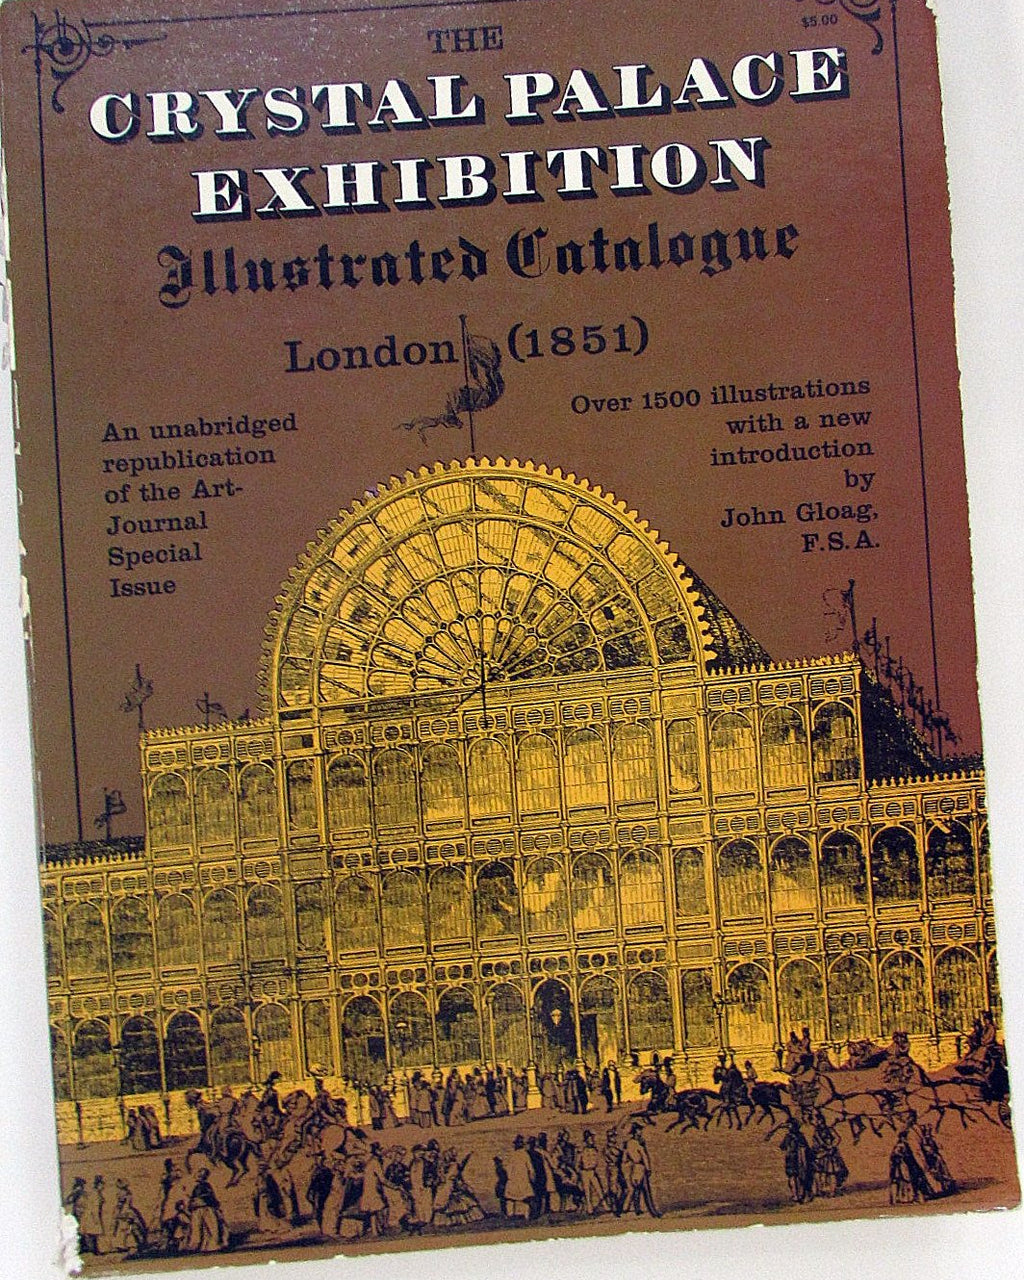 $5.00
THE
CRYSTAL PALACE
EXHIBITION
Illustrated Catalogue
London (1851)
An unabridged
republication
of the Art-
Journal
Special
Issue
Over 1500 illustrations
with a new
introduction
by
John Gloag,
F.S.A.